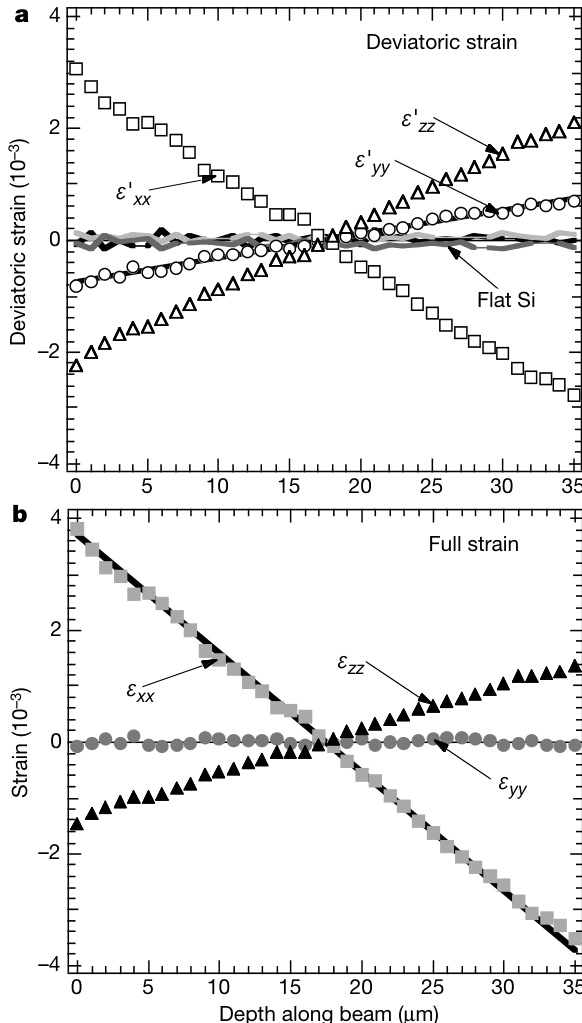 a
Deviatoric strain
Deviatoric strain (10⁻³)
4
2
0
−2
−4
ε'zz
ε'yy
ε'xx
Flat Si
0 5 10 15 20 25 30 35
b
Full strain
Strain (10⁻³)
4
2
0
−2
−4
εzz
εxx
εyy
0 5 10 15 20 25 30 35
Depth along beam (μm)